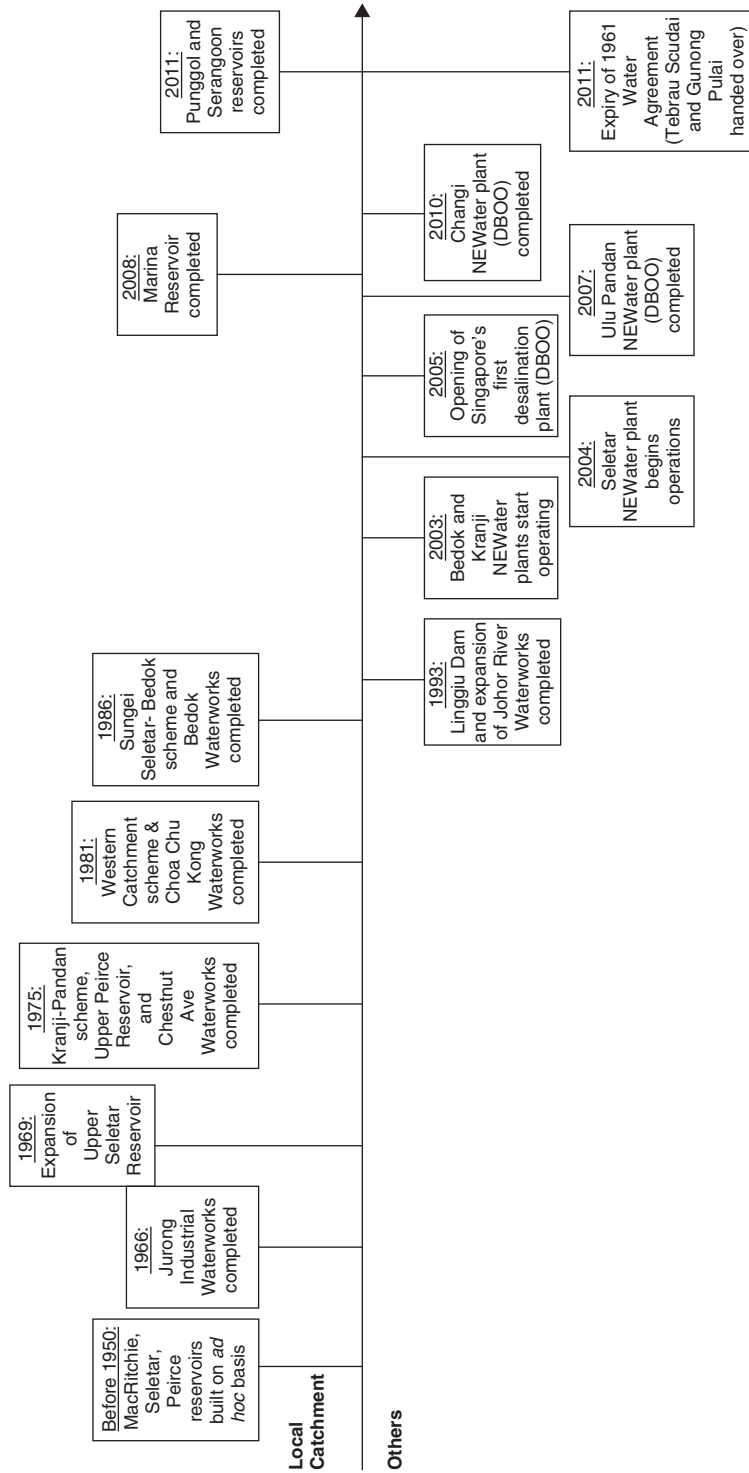 Before 1950:
MacRitchie,
Seletar,
Peirce
reservoirs
built on ad
hoc basis
1966:
Jurong
Industrial
Waterworks
completed
1969:
Expansion
of
Upper
Seletar
Reservoir
1975:
Kranji-Pandan
scheme,
Upper Peirce
Reservoir,
and
Chestnut
Ave
Waterworks
completed
1981:
Western
Catchment
scheme &
Choa Chu
Kong
Waterworks
completed
1986:
Sungei
Seletar- Bedok
scheme and
Bedok
Waterworks
completed
2008:
Marina
Reservoir
completed
2011:
Punggol and
Serangoon
reservoirs
completed
Local
Catchment
Others
1993:
Linggiu Dam
and expansion
of Johor River
Waterworks
completed
2003:
Bedok and
Kranji
NEWater
plants start
operating
2004:
Seletar
NEWater plant
begins
operations
2005:
Opening of
Singapore’s
first
desalination
plant (DBOO)
2007:
Ulu Pandan
NEWater plant
(DBOO)
completed
2010:
Changi
NEWater plant
(DBOO)
completed
2011:
Expiry of 1961
Water
Agreement
(Tebrau Scudai
and Gunong
Pulai
handed over)